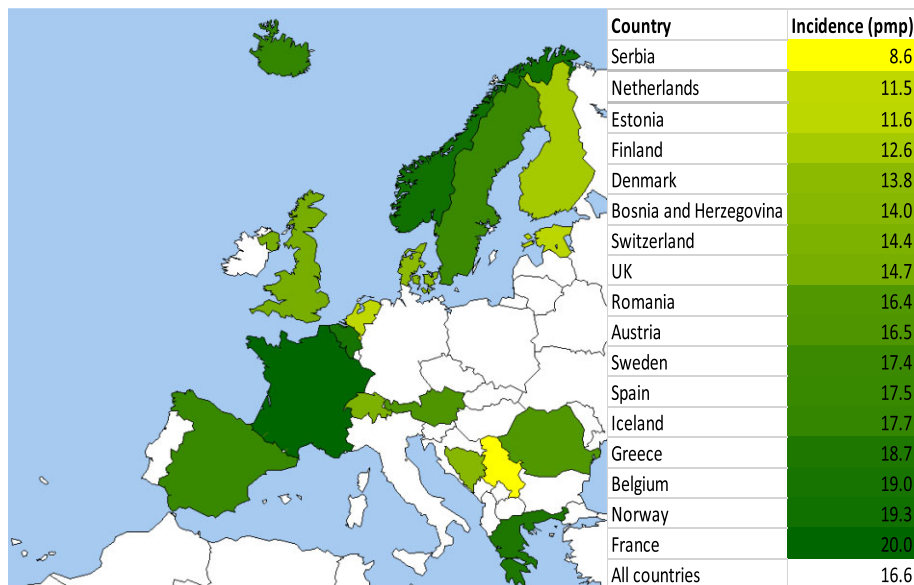 Country Incidence (pmp)
Serbia 8.6
Netherlands 11.5
Estonia 11.6
Finland 12.6
Denmark 13.8
Bosnia and Herzegovina 14.0
Switzerland 14.4
UK 14.7
Romania 16.4
Austria 16.5
Sweden 17.4
Spain 17.5
Iceland 17.7
Greece 18.7
Belgium 19.0
Norway 19.3
France 20.0
All countries 16.6